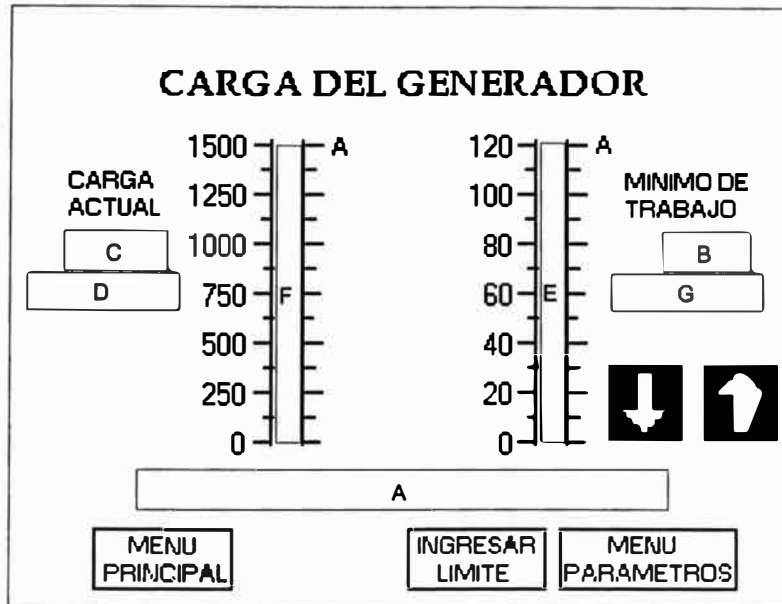 CARGA DEL GENERADOR
CARGA
ACTUAL
C
D
1500
1250
1000
750
500
250
0
A
F
120
100
80
60
40
20
0
A
E
MINIMO DE
TRABAJO
B
G
A
MENU
PRINCIPAL
INGRESAR
LIMITE
MENU
PARAMETROS